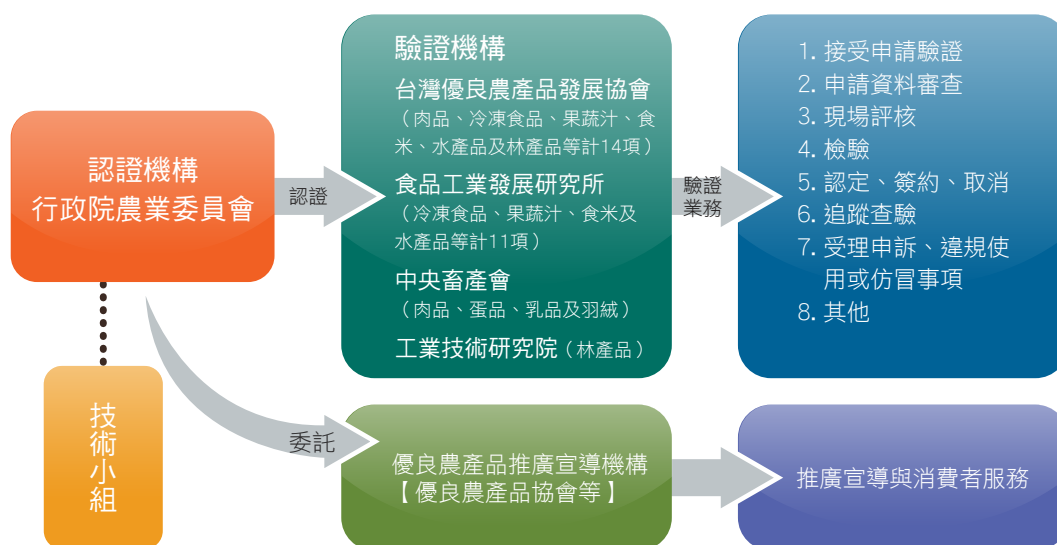 認證機構
行政院農業委員會
技術小組
認證
委託
驗證機構
台灣優良農產品發展協會
（肉品、冷凍食品、果蔬汁、食
米、水產品及林產品等計14項）
食品工業發展研究所
（冷凍食品、果蔬汁、食米及
水產品等計11項）
中央畜產會
（肉品、蛋品、乳品及羽絨）
工業技術研究院（林產品）
驗證
業務
1. 接受申請驗證
2. 申請資料審查
3. 現場評核
4. 檢驗
5. 認定、簽約、取消
6. 追蹤查驗
7. 受理申訴、違規使
用或仿冒事項
8. 其他
優良農產品推廣宣導機構
【優良農產品協會等】
推廣宣導與消費者服務